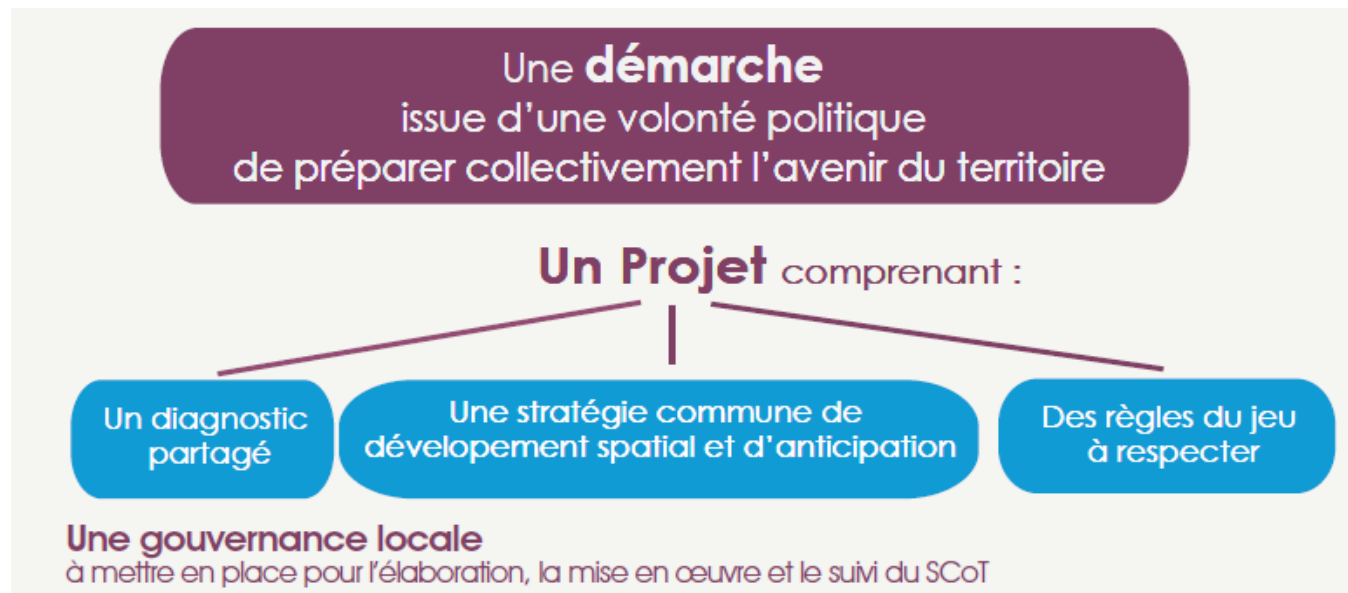 Une démarche
issue d'une volonté politique
de préparer collectivement l'avenir du territoire
Un Projet comprenant :
Un diagnostic
partagé
Une stratégie commune de
dévelopement spatial et d'anticipation
Des règles du jeu
à respecter
Une gouvernance locale
à mettre en place pour l'élaboration, la mise en œuvre et le suivi du SCoT